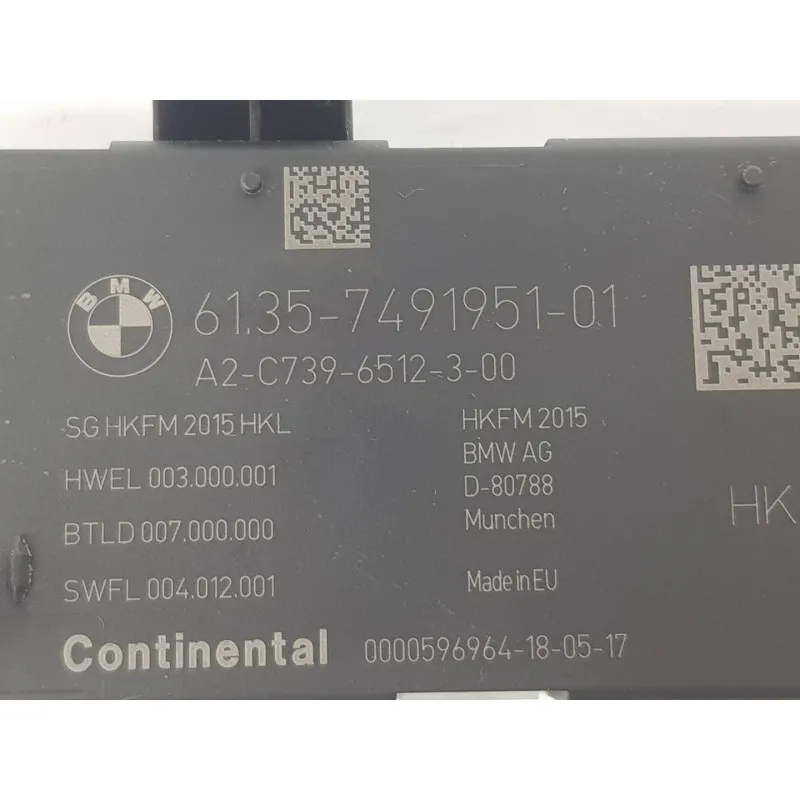 BMW
61.35-7491951-01
A2-C739-6512-3-00
SG HKFM 2015 HKL
HWEL 003.000.001
BTLD 007.000.000
SWFL 004.012.001
HKFM 2015
BMW AG
D-80788
Munchen
Made in EU
HK
Continental 0000596964-18-05-17